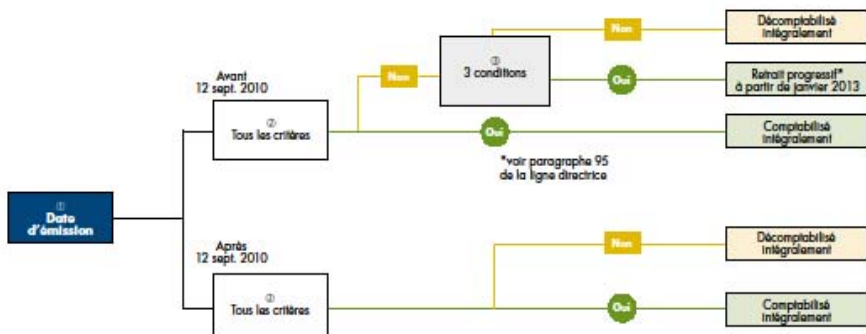 Non
Décomptabilisé
intégralement
Avant
12 sept. 2010
Non
③
3 conditions
Oui
Retrait progressif*
à partir de janvier 2013
②
Tous les critères
Oui
Comptabilisé
intégralement
*voir paragraphe 95
de la ligne directrice
①
Date
d'émission
Après
12 sept. 2010
Non
Décomptabilisé
intégralement
②
Tous les critères
Oui
Comptabilisé
intégralement